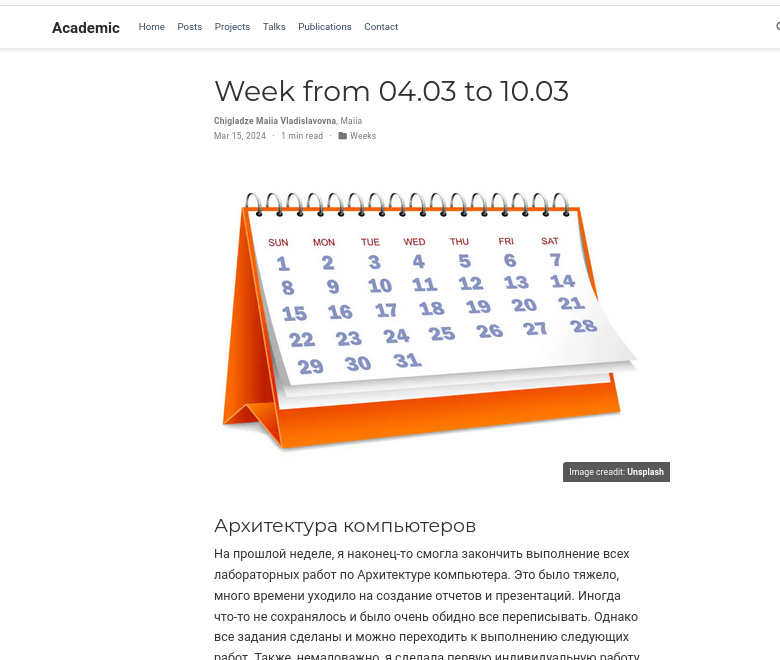 Academic Home Posts Projects Talks Publications Contact
Week from 04.03 to 10.03
Chigladze Maiia Vladislavovna, Maiia
Mar 15, 2024 · 1 min read · Weeks
SUN MON TUE WED THU FRI SAT
1 2 3 4 5 6 7
8 9 10 11 12 13 14
15 16 17 18 19 20 21
22 23 24 25 26 27 28
29 30 31
Image creadit: Unsplash
Архитектура компьютеров
На прошлой неделе, я наконец-то смогла закончить выполнение всех
лабораторных работ по Архитектуре компьютера. Это было тяжело,
много времени уходило на создание отчетов и презентаций. Иногда
что-то не сохранялось и было очень обидно все переписывать. Однако
все задания сделаны и можно переходить к выполнению следующих
работ. Также, немаловажно, я сделала первую индивидуальную работу